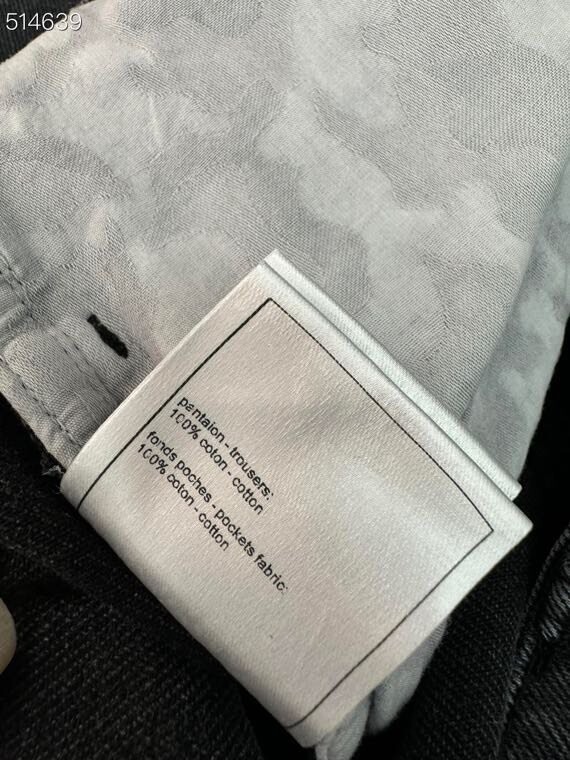 514639
pantalon - trousers:
100% coton - cotton
fonds poches - pockets fabric:
100% coton - cotton